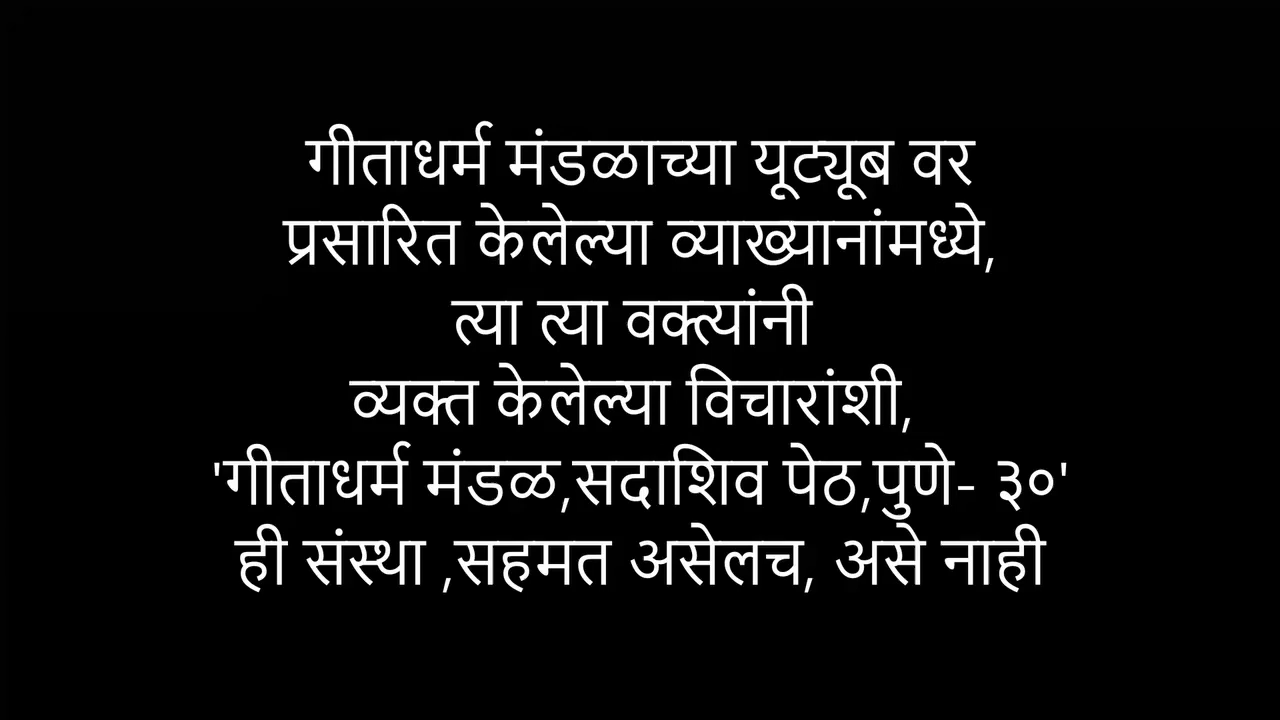 गीताधर्म मंडळाच्या यूट्यूब वर
प्रसारित केलेल्या व्याख्यानांमध्ये,
त्या त्या वक्त्यांनी
व्यक्त केलेल्या विचारांशी,
'गीताधर्म मंडळ,सदाशिव पेठ,पुणे- ३०'
ही संस्था ,सहमत असेलच, असे नाही